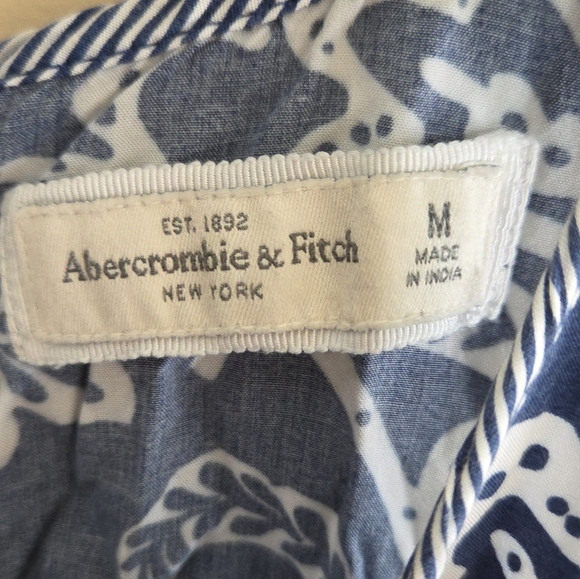 EST. 1892
Abercrombie & Fitch
NEW YORK
M
MADE
IN INDIA